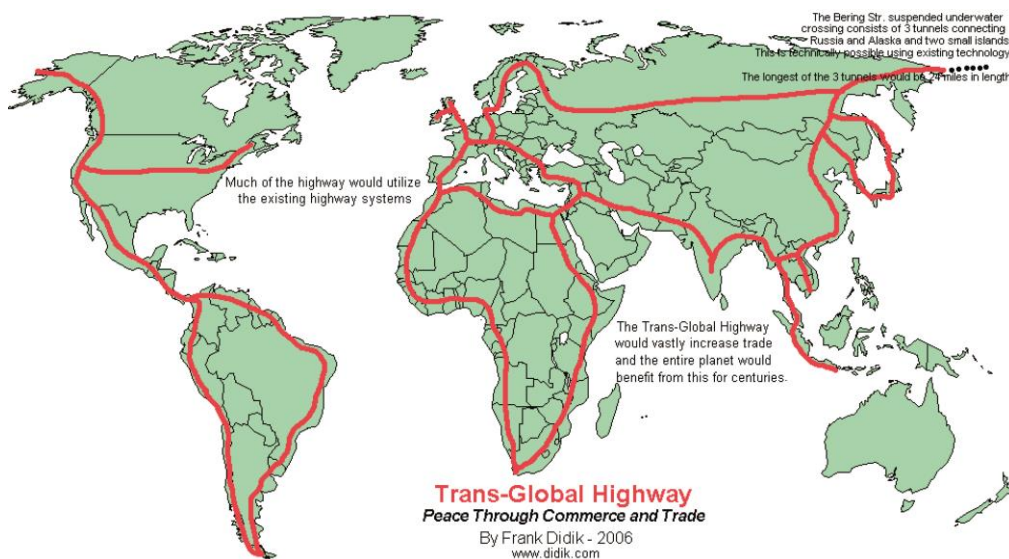 The Bering Str. suspended underwater
crossing consists of 3 tunnels connecting
Russia and Alaska and two small islands
This is technically possible using existing technology
The longest of the 3 tunnels would be 24 miles in length
Much of the highway would utilize
the existing highway systems
The Trans-Global Highway
would vastly increase trade
and the entire planet would
benefit from this for centuries.
Trans-Global Highway
Peace Through Commerce and Trade
By Frank Didik - 2006
www.didik.com